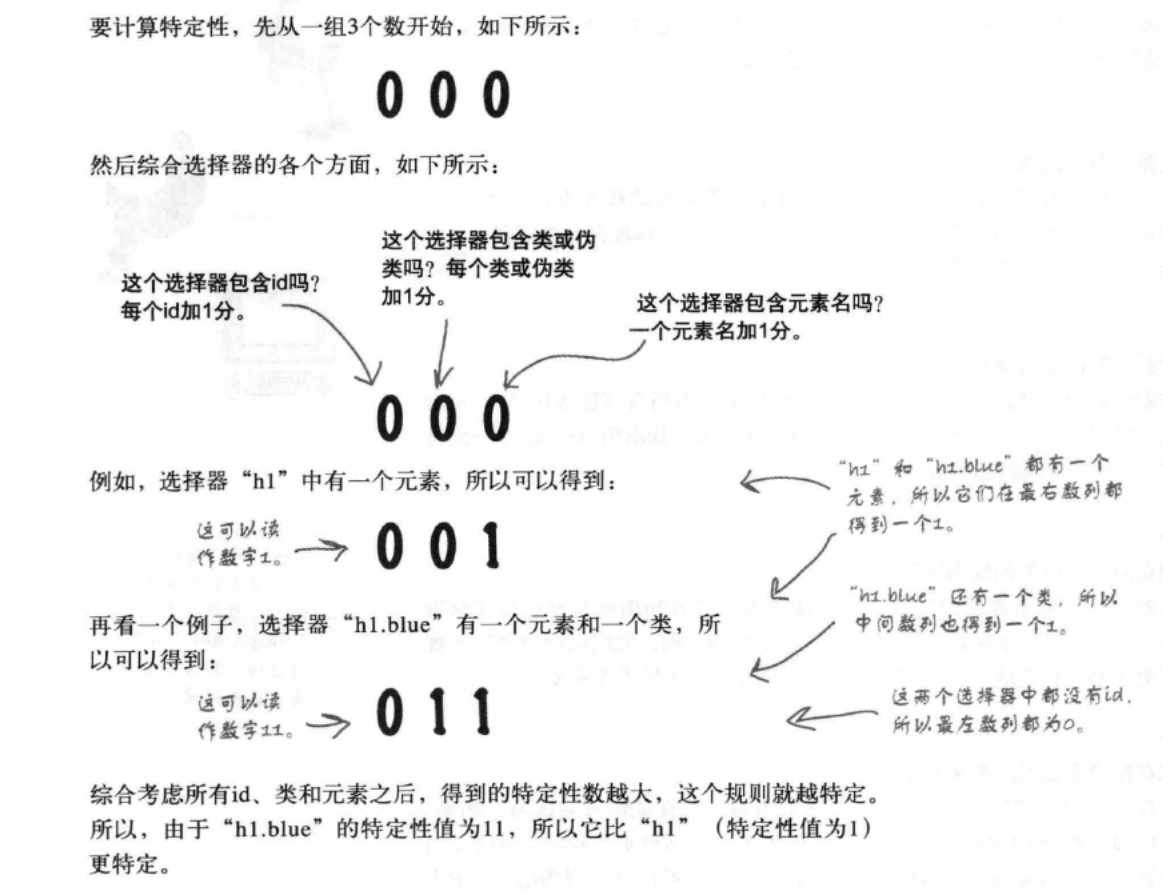 要计算特定性，先从一组3个数开始，如下所示：
0 0 0
然后综合选择器的各个方面，如下所示：
这个选择器包含id吗？
每个id加1分。
这个选择器包含类或伪
类吗？每个类或伪类
加1分。
这个选择器包含元素名吗？
一个元素名加1分。
0 0 0
例如，选择器“h1”中有一个元素，所以可以得到：
“h1”和“h1.blue”都有一个
元素，所以它们在最右数列都
得到一个1。
这可以读
作数字1。
0 0 1
再看一个例子：选择器“h1.blue”有一个元素和一个类，所
以可以得到：
“h1.blue”还有一个类，所以
中间数列也得到一个1。
这可以读
作数字11。
0 1 1
这两个选择器中都没有id，
所以最左数列都为0。
综合考虑所有id、类和元素之后，得到的特定性数越大，这个规则就越特定。
所以，由于“h1.blue”的特定性值为11，所以它比“h1”（特定性值为1）
更特定。